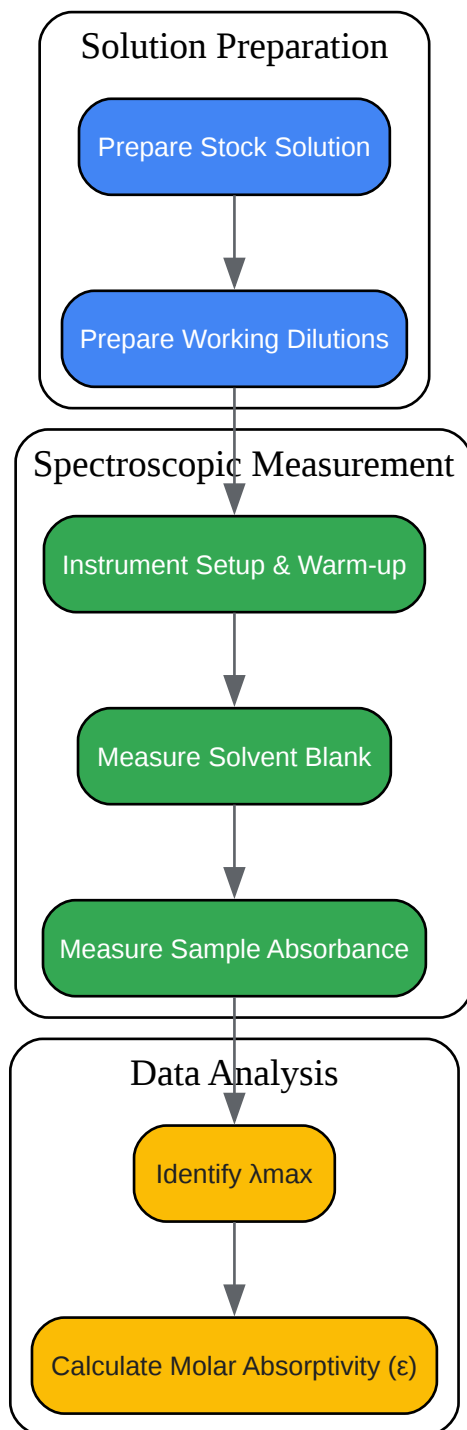 Solution Preparation
Prepare Stock Solution
Prepare Working Dilutions
Spectroscopic Measurement
Instrument Setup & Warm-up
Measure Solvent Blank
Measure Sample Absorbance
Data Analysis
Identify λmax
Calculate Molar Absorptivity (ε)